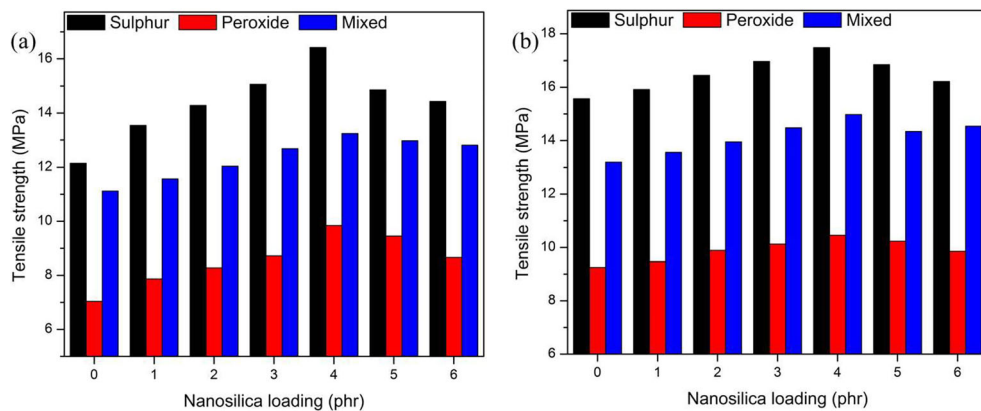 (a)
Sulphur Peroxide Mixed
Tensile strength (MPa)
16
14
12
10
8
6
0 1 2 3 4 5 6
Nanosilica loading (phr)
(b)
Sulphur Peroxide Mixed
Tensile strength (MPa)
18
16
14
12
10
8
6
0 1 2 3 4 5 6
Nanosilica loading (phr)